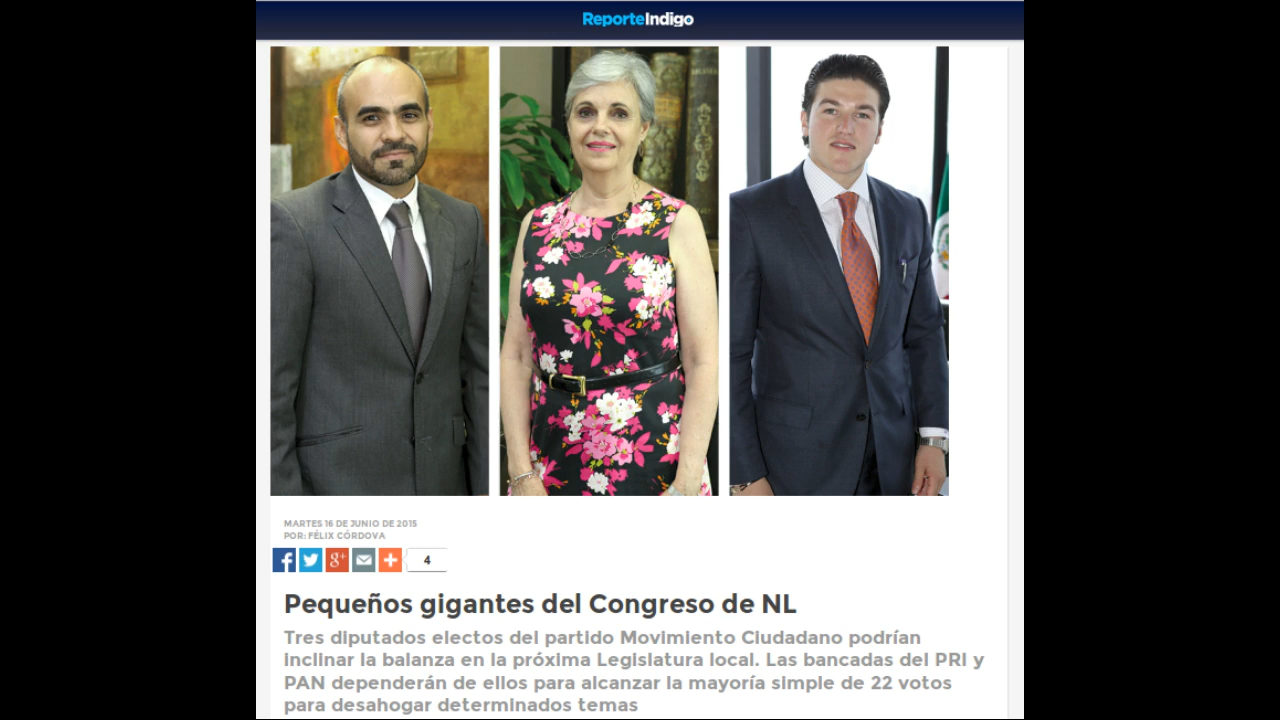 ReporteIndigo
MARTES 16 DE JUNIO DE 2015
POR: FÉLIX CÓRDOVA
4
Pequeños gigantes del Congreso de NL
Tres diputados electos del partido Movimiento Ciudadano podrían
inclinar la balanza en la próxima Legislatura local. Las bancadas del PRI y
PAN dependerán de ellos para alcanzar la mayoría simple de 22 votos
para desahogar determinados temas